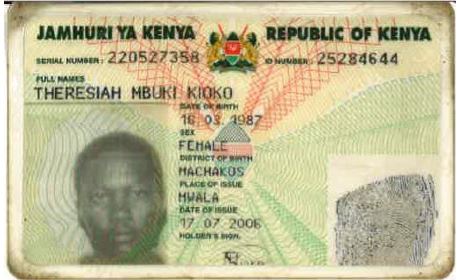 JAMHURI YA KENYA REPUBLIC OF KENYA
SERIAL NUMBER: 220527358 ID NUMBER: 25284644
FULL NAMES
THERESIAH MBUKI KIOKO
DATE OF BIRTH
16. 03. 1987
SEX
FEMALE
DISTRICT OF BIRTH
MACHAKOS
PLACE OF ISSUE
MWALA
DATE OF ISSUE
17. 07. 2006
HOLDER'S SIGN.